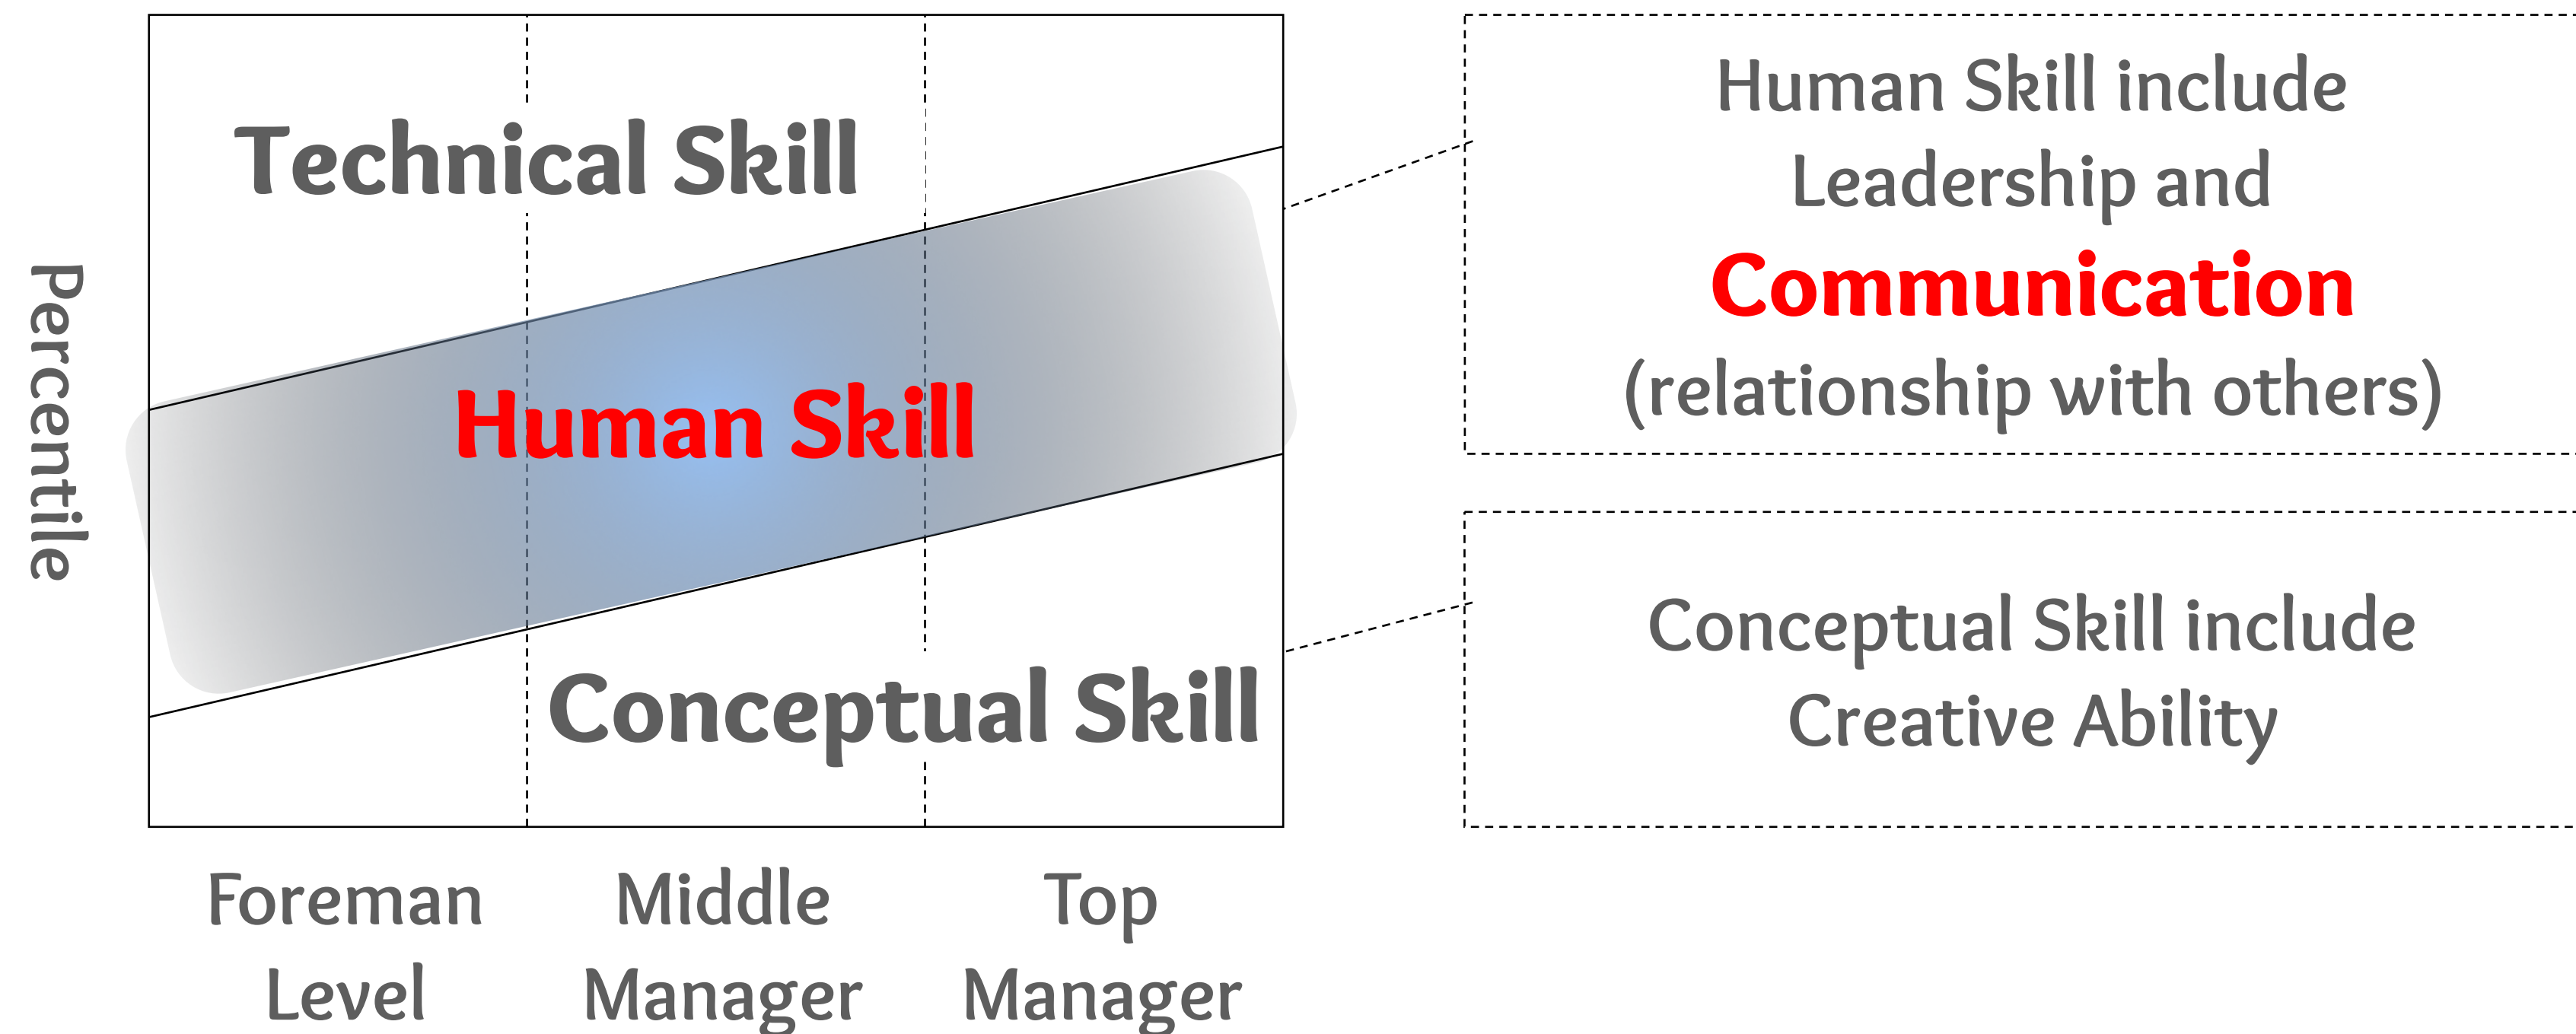 Technical Skill
Human Skill
Conceptual Skill
Percentile
Foreman
Level
Middle
Manager
Top
Manager
Human Skill include
Leadership and
Communication
(relationship with others)
Conceptual Skill include
Creative Ability